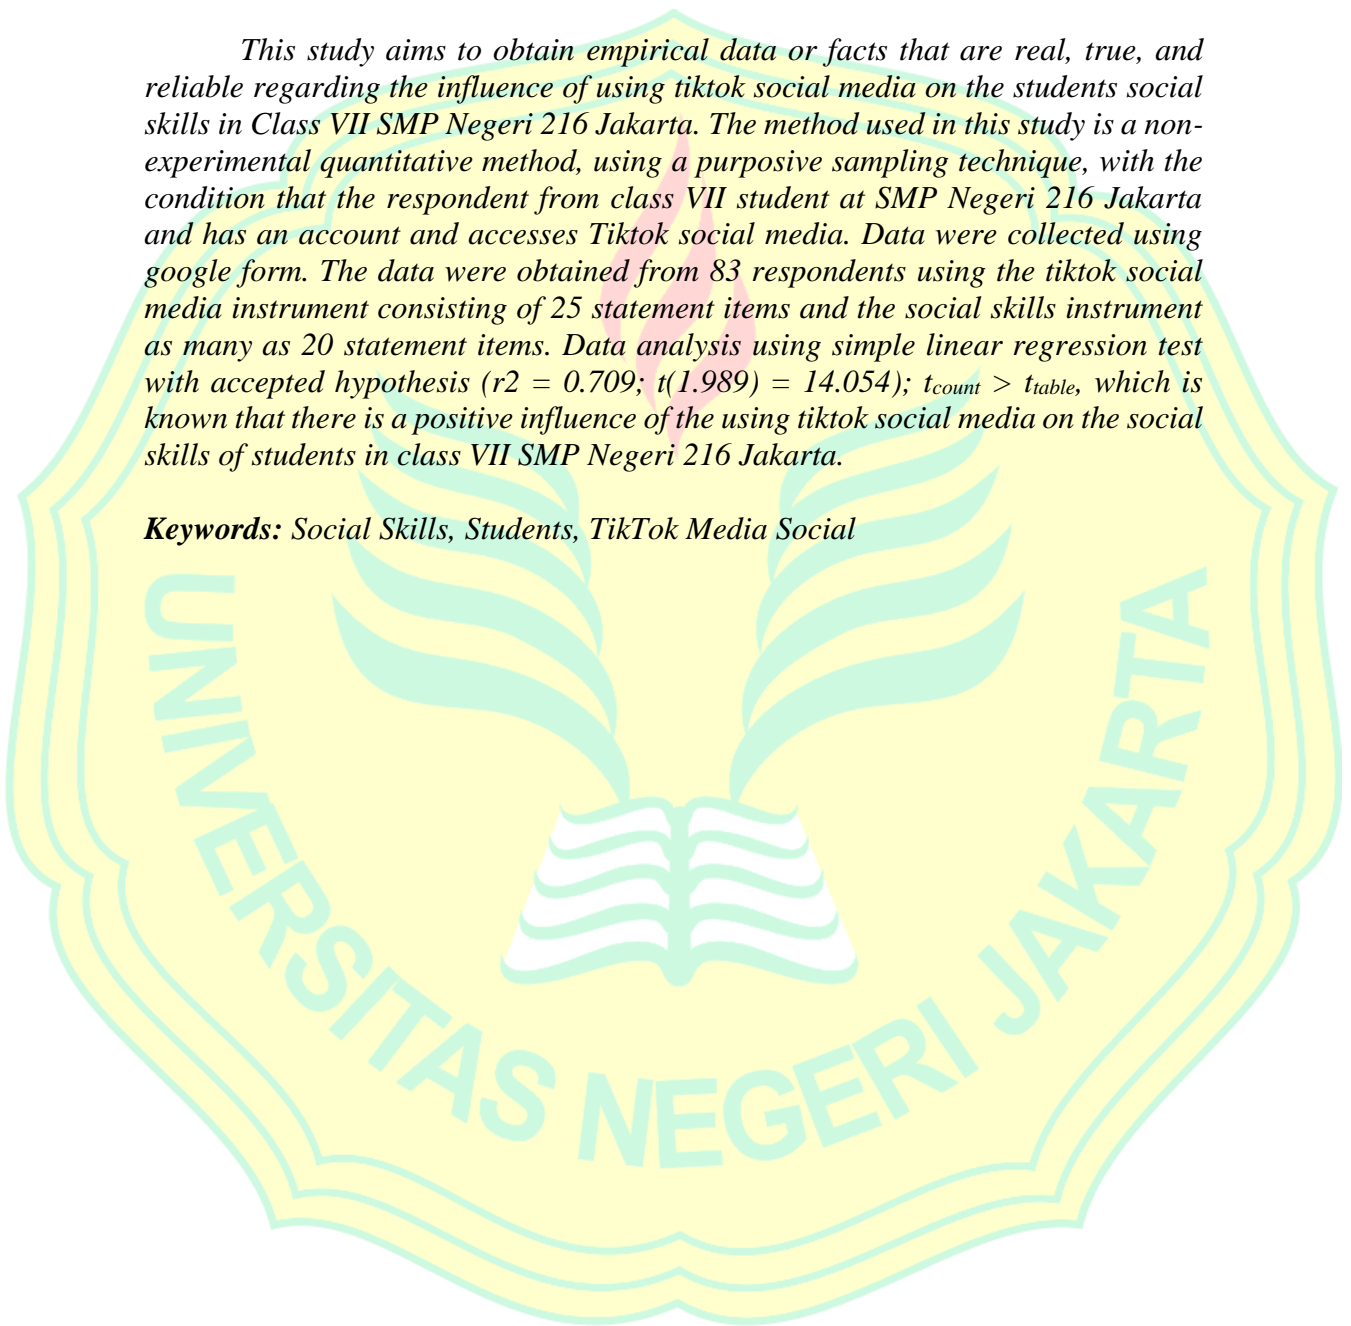 This study aims to obtain empirical data or facts that are real, true, and
reliable regarding the influence of using tiktok social media on the students social
skills in Class VII SMP Negeri 216 Jakarta. The method used in this study is a non-
experimental quantitative method, using a purposive sampling technique, with the
condition that the respondent from class VII student at SMP Negeri 216 Jakarta
and has an account and accesses Tiktok social media. Data were collected using
google form. The data were obtained from 83 respondents using the tiktok social
media instrument consisting of 25 statement items and the social skills instrument
as many as 20 statement items. Data analysis using simple linear regression test
with accepted hypothesis (r2 = 0.709; t(1.989) = 14.054); tcount > ttable, which is
known that there is a positive influence of the using tiktok social media on the social
skills of students in class VII SMP Negeri 216 Jakarta.
Keywords: Social Skills, Students, TikTok Media Social
UNIVERSITAS NEGERI JAKARTA